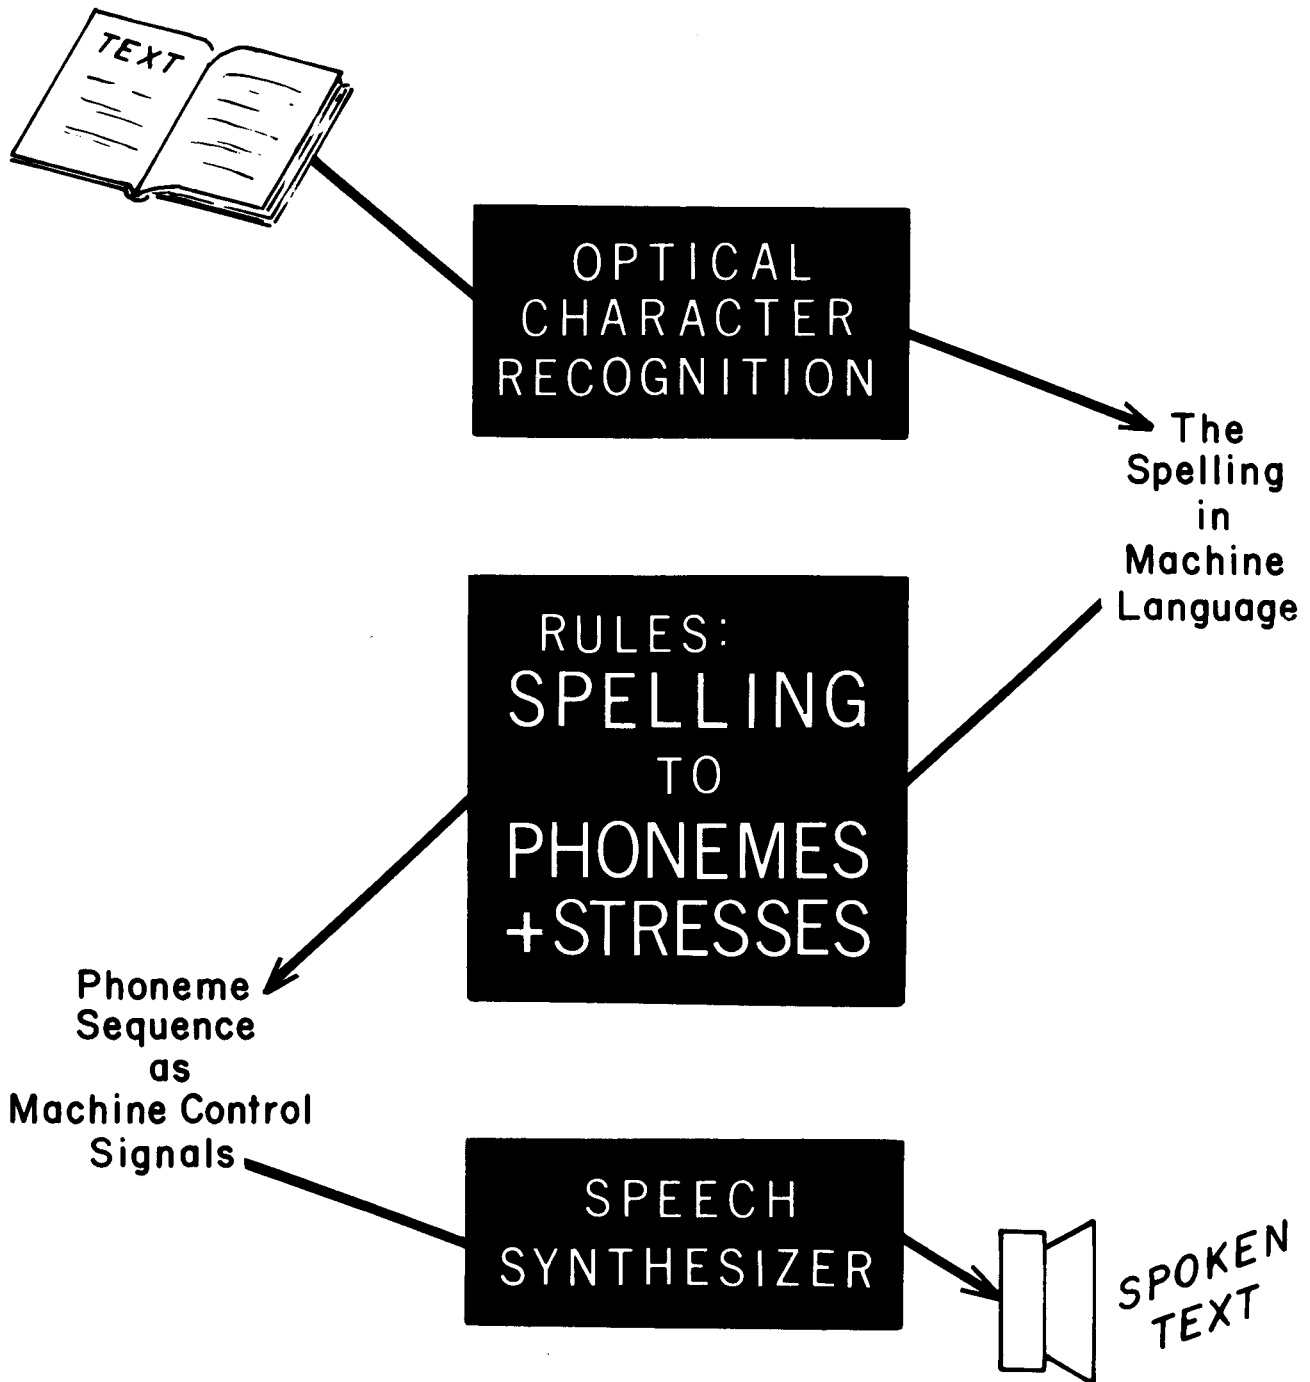 TEXT
OPTICAL
CHARACTER
RECOGNITION
The
Spelling
in
Machine
Language
RULES:
SPELLING
TO
PHONEMES
+STRESSES
Phoneme
Sequence
as
Machine Control
Signals
SPEECH
SYNTHESIZER
SPOKEN
TEXT